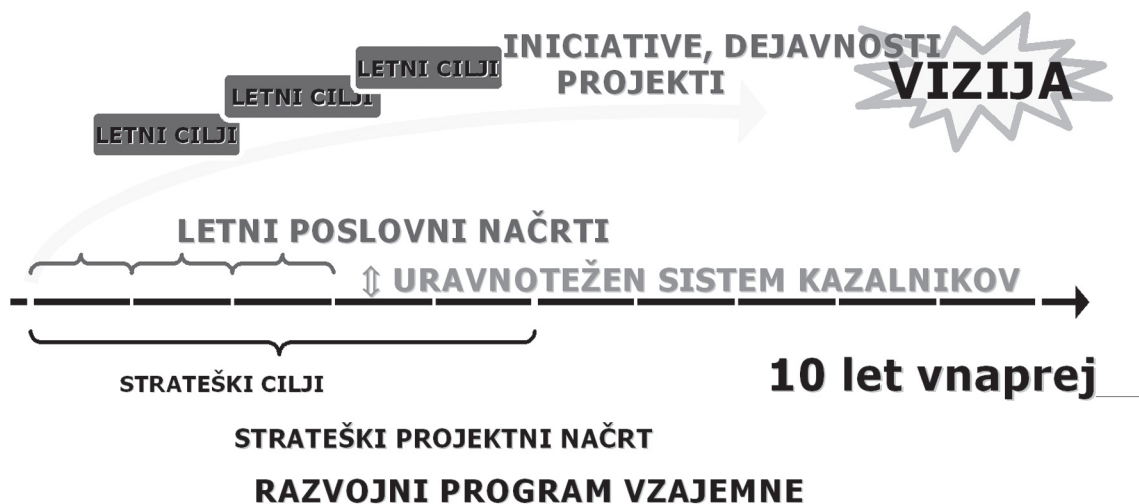 INICIATIVE, DEJAVNOSTI
PROJEKTI
VIZIJA
LETNI CILJI
LETNI CILJI
LETNI CILJI
LETNI POSLOVNI NAČRTI
⇕ URAVNOTEŽEN SISTEM KAZALNIKOV
STRATEŠKI CILJI
10 let vnaprej
STRATEŠKI PROJEKTNI NAČRT
RAZVOJNI PROGRAM VZAJEMNE